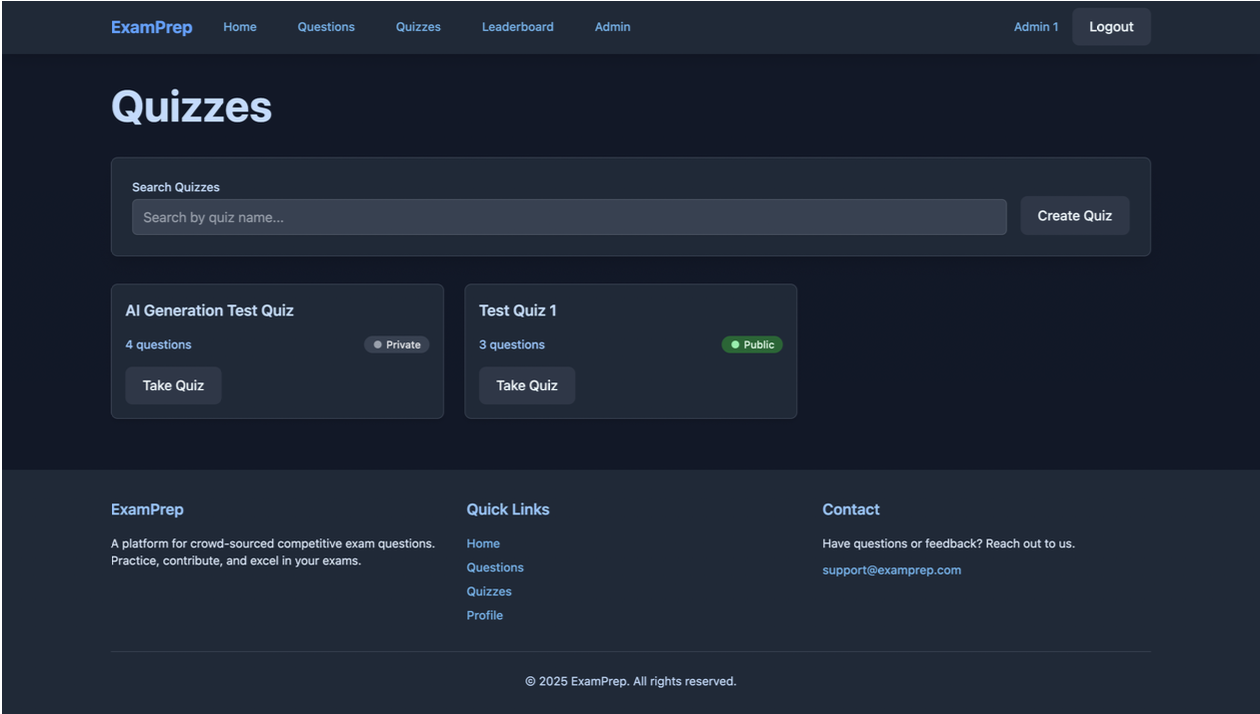 ExamPrep Home Questions Quizzes Leaderboard Admin Admin 1 Logout
Quizzes
Search Quizzes
Search by quiz name...
Create Quiz
AI Generation Test Quiz
4 questions Private
Take Quiz
Test Quiz 1
3 questions Public
Take Quiz
ExamPrep
A platform for crowd-sourced competitive exam questions.
Practice, contribute, and excel in your exams.
Quick Links
Home
Questions
Quizzes
Profile
Contact
Have questions or feedback? Reach out to us.
support@examprep.com
© 2025 ExamPrep. All rights reserved.